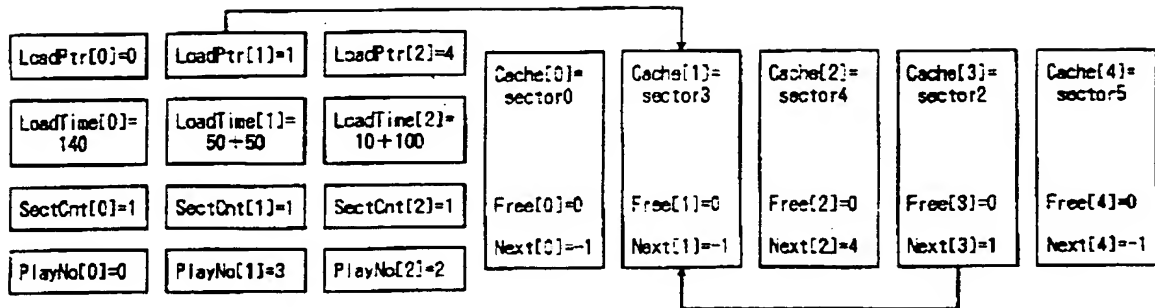 LoadPtr[0]=0
LoadPtr[1]=1
LoadPtr[2]=4
LoadTime[0]=
140
LoadTime[1]=
50+50
LoadTime[2]=
10+100
SectCnt[0]=1
SectCnt[1]=1
SectCnt[2]=1
PlayNo[0]=0
PlayNo[1]=3
PlayNo[2]=2
Cache[0]=
sector0
Free[0]=0
Next[0]=-1
Cache[1]=
sector3
Free[1]=0
Next[1]=-1
Cache[2]=
sector4
Free[2]=0
Next[2]=4
Cache[3]=
sector2
Free[3]=0
Next[3]=1
Cache[4]=
sector5
Free[4]=0
Next[4]=-1